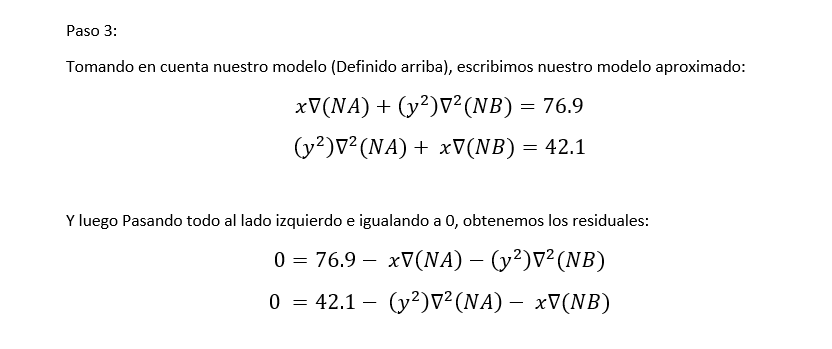 Paso 3:
Tomando en cuenta nuestro modelo (Definido arriba), escribimos nuestro modelo aproximado:
x∇(NA) + (y²)∇²(NB) = 76.9
(y²)∇²(NA) + x∇(NB) = 42.1
Y luego Pasando todo al lado izquierdo e igualando a 0, obtenemos los residuales:
0 = 76.9 − x∇(NA) − (y²)∇²(NB)
0 = 42.1 − (y²)∇²(NA) − x∇(NB)